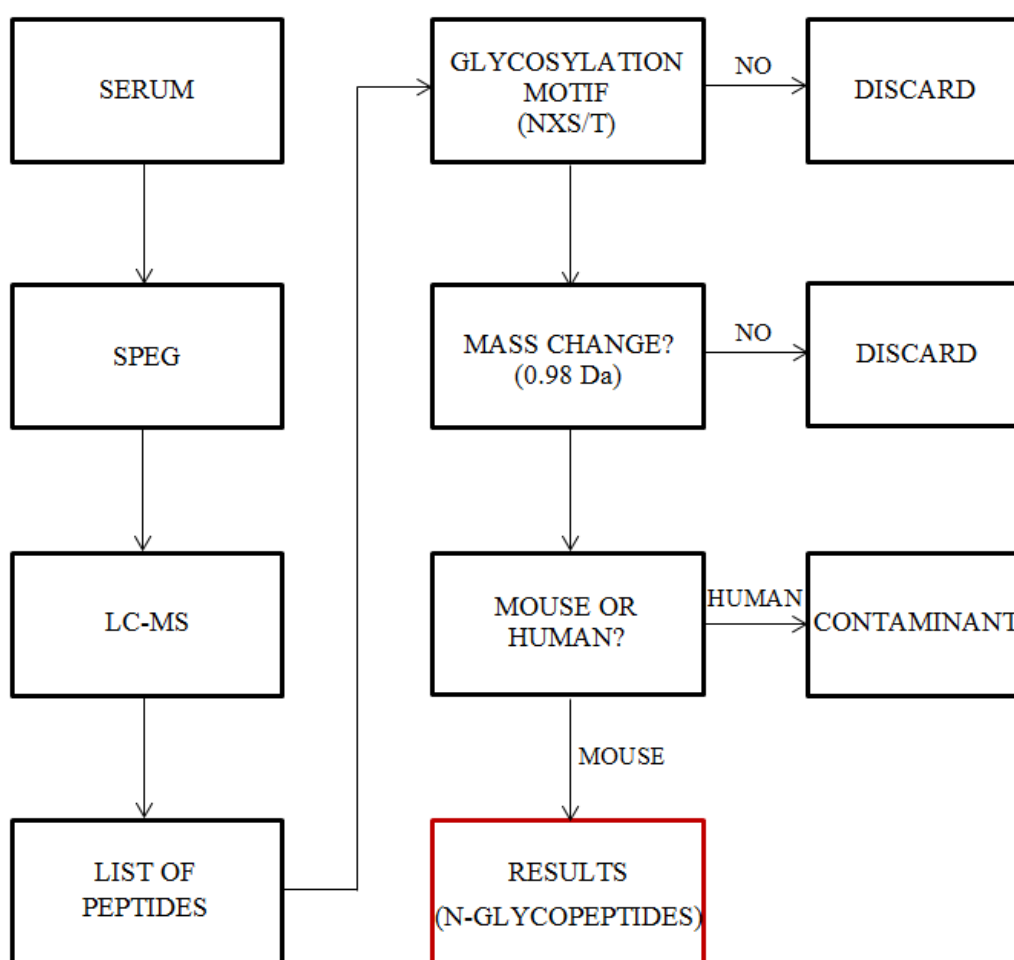 SERUM
SPEG
LC-MS
LIST OF
PEPTIDES
GLYCOSYLATION
MOTIF
(NXS/T)
NO
DISCARD
MASS CHANGE?
(0.98 Da)
NO
DISCARD
MOUSE OR
HUMAN?
HUMAN
CONTAMINANT
MOUSE
RESULTS
(N-GLYCOPEPTIDES)